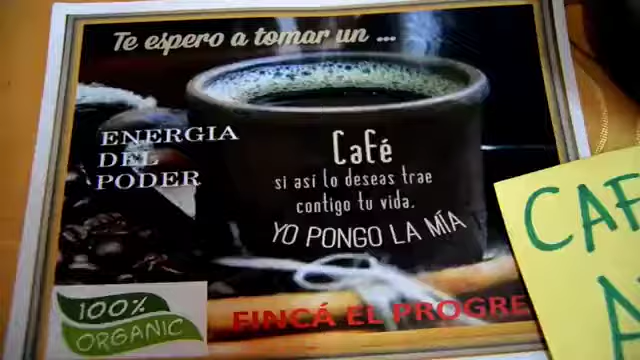 Te espero a tomar un ...
ENERGIA
DEL
PODER
Café
si así lo deseas trae
contigo tu vida.
YO PONGO LA MÍA
100%
ORGANIC
FINCÁ EL PROGRE
CAF